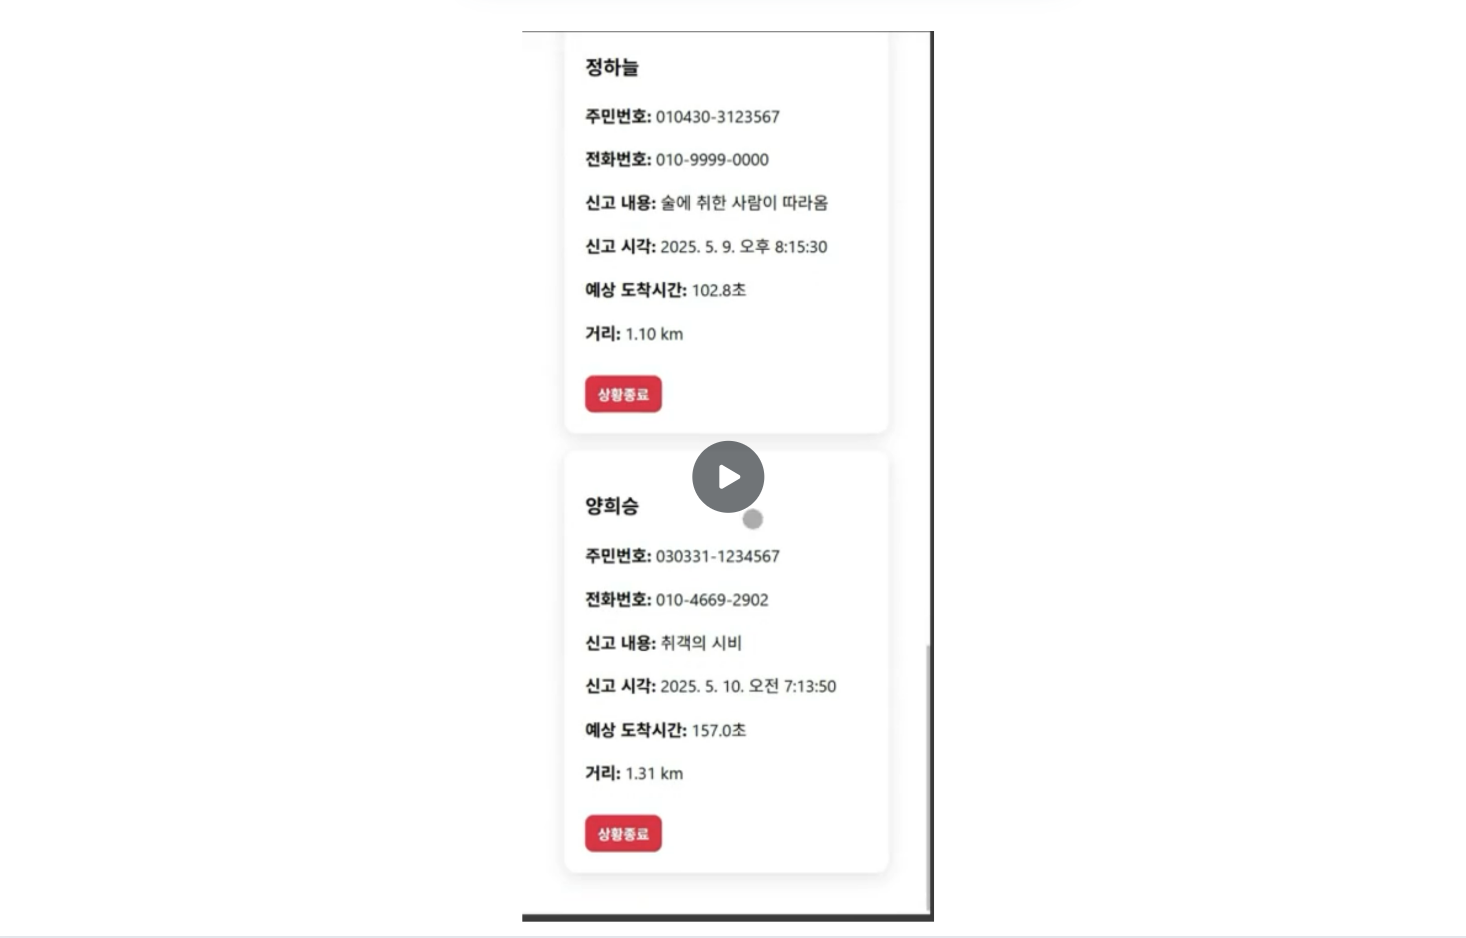 정하늘
주민번호: 010430-3123567
전화번호: 010-9999-0000
신고 내용: 술에 취한 사람이 따라옴
신고 시각: 2025. 5. 9. 오후 8:15:30
예상 도착시간: 102.8초
거리: 1.10 km
상황종료
양희승
주민번호: 030331-1234567
전화번호: 010-4669-2902
신고 내용: 취객의 시비
신고 시각: 2025. 5. 10. 오전 7:13:50
예상 도착시간: 157.0초
거리: 1.31 km
상황종료